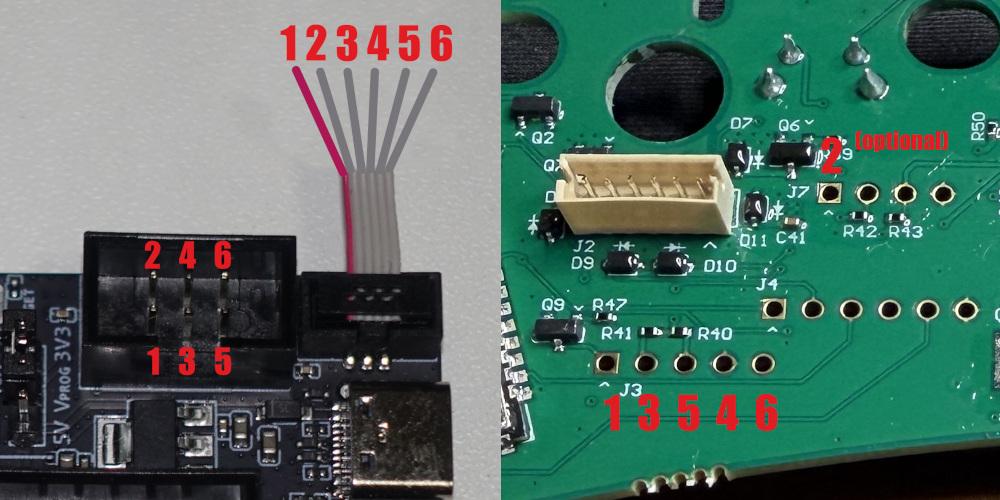 1 2 3 4 5 6
2 4 6
1 3 5
5V VPROG 3V3
Q2
D7
Q6
2 (optional)
J7
R42 R43
J2
D9
D10
D11
C41
R50
J4
Q9
R47
R41
R40
J3
1 3 5 4 6